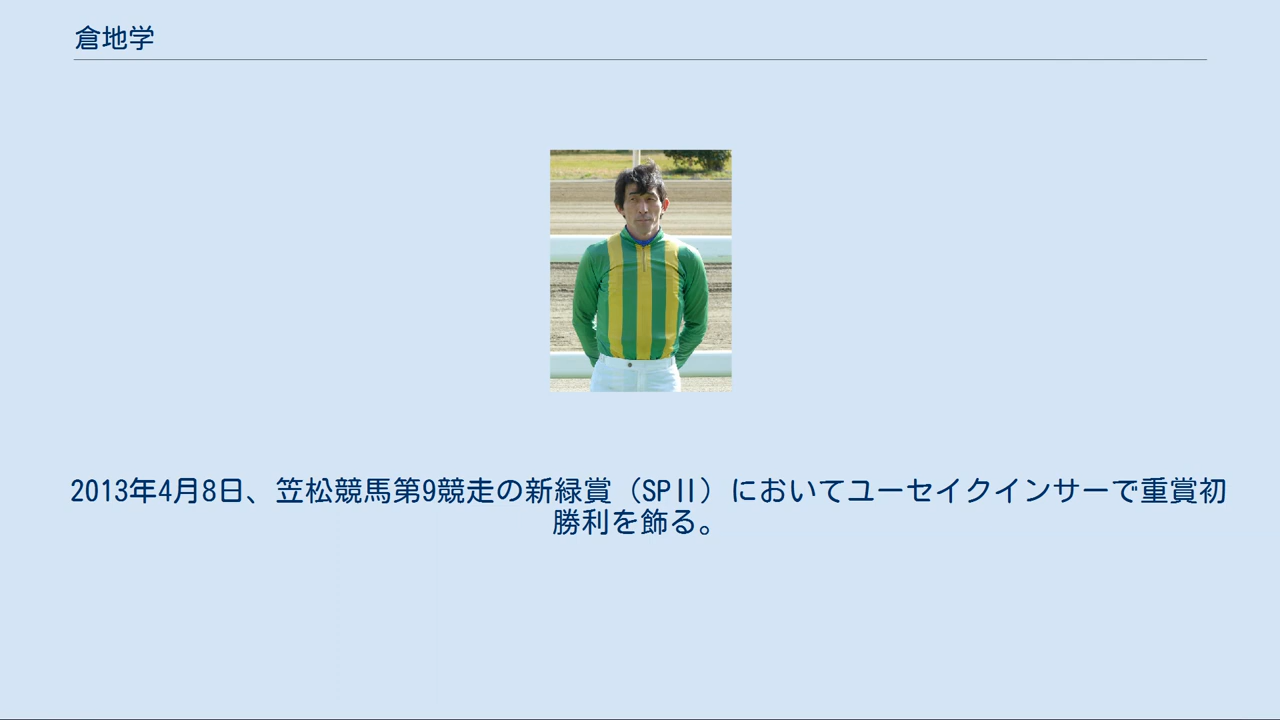 倉地学
2013年4月8日、笠松競馬第9競走の新緑賞（SPⅡ）においてユーセイクインサーで重賞初
勝利を飾る。